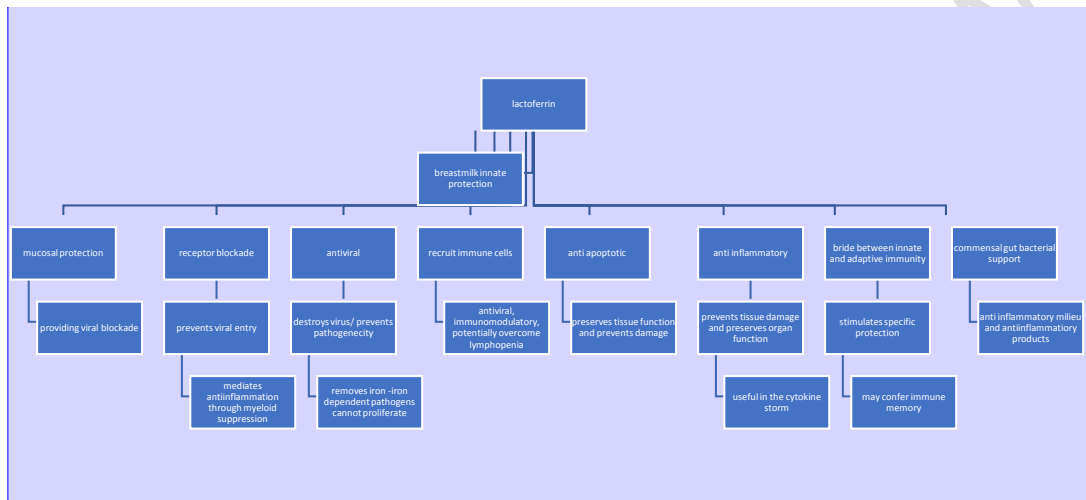 lactoferrin
breastmilk innate
protection
mucosal protection
receptor blockade
antiviral
recruit immune cells
anti apoptotic
anti inflammatory
bride between innate
and adaptive immunity
commensal gut bacterial
support
providing viral blockade
prevents viral entry
destroys virus/ prevents
pathogenecity
antiviral,
immunomodatory,
potentially overcome
lymphopenia
preserves tissue function
and prevents damage
prevents tissue damage
and preserves organ
function
stimulates specific
protection
anti inflammatory milieu
and antiinflammatiory
products
mediates
antiinflammation
through myeloid
suppression
removes iron -iron
dependent pathogens
cannot proliferate
useful in the cytokine
storm
may confer immune
memory